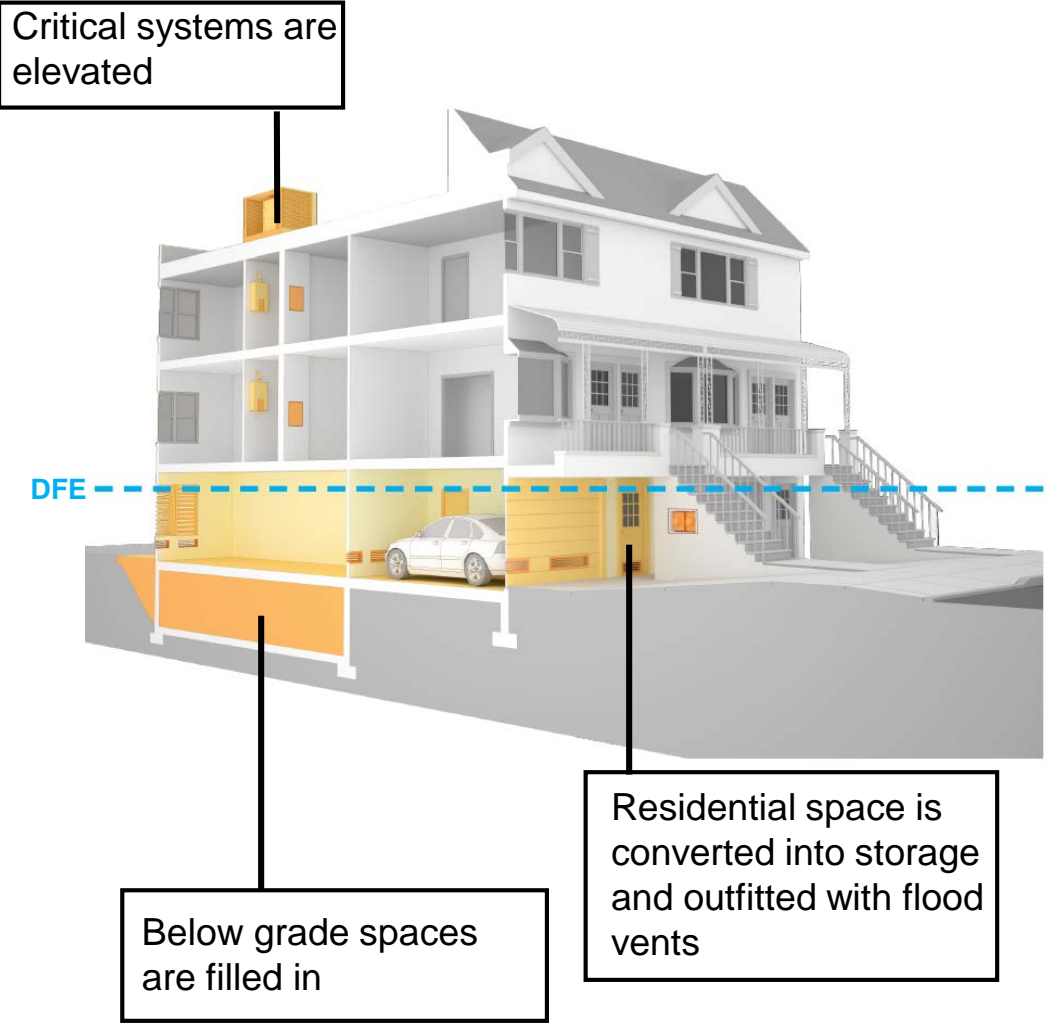 Critical systems are
elevated
DFE
Residential space is
converted into storage
and outfitted with flood
vents
Below grade spaces
are filled in